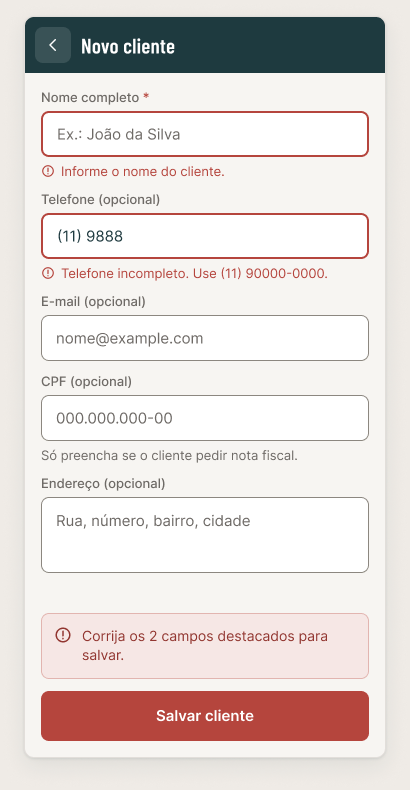 Novo cliente
Nome completo *
Ex.: João da Silva
Informe o nome do cliente.
Telefone (opcional)
(11) 9888
Telefone incompleto. Use (11) 90000-0000.
E-mail (opcional)
nome@example.com
CPF (opcional)
000.000.000-00
Só preencha se o cliente pedir nota fiscal.
Endereço (opcional)
Rua, número, bairro, cidade
Corrija os 2 campos destacados para
salvar.
Salvar cliente